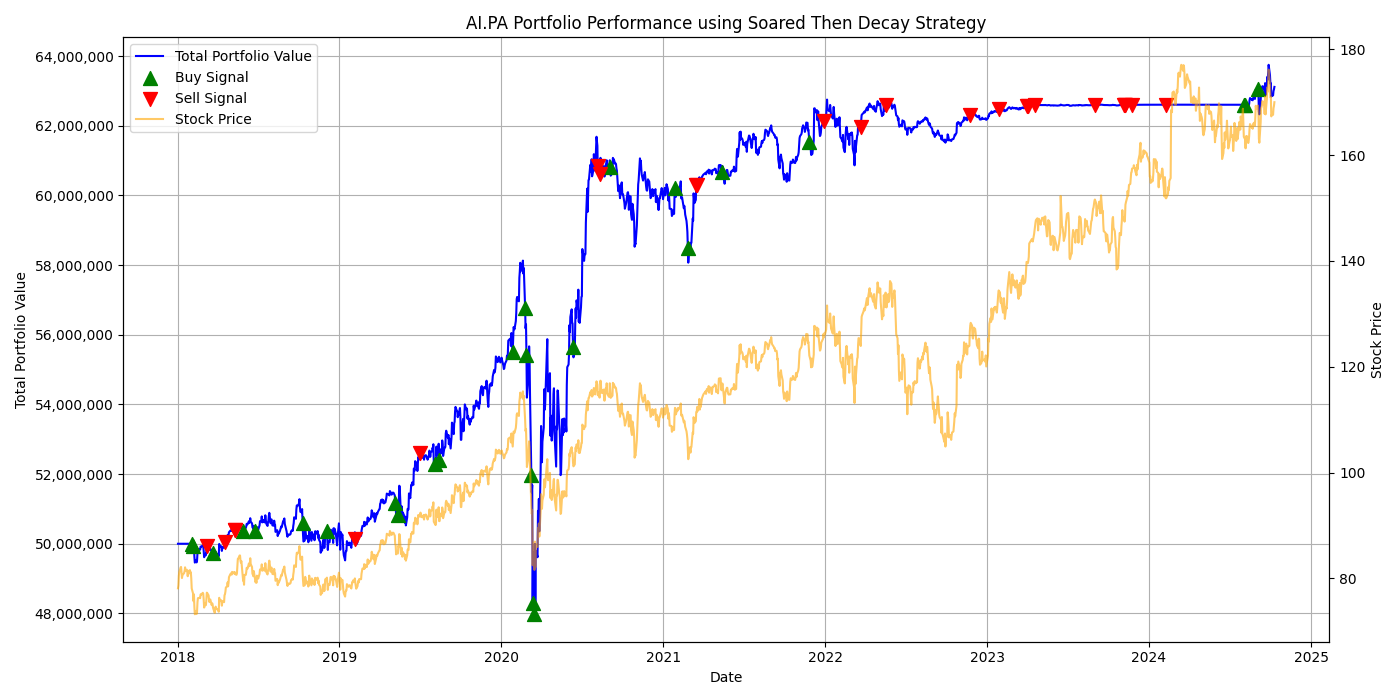 AI.PA Portfolio Performance using Soared Then Decay Strategy
Total Portfolio Value
Buy Signal
Sell Signal
Stock Price
64,000,000
62,000,000
60,000,000
58,000,000
56,000,000
54,000,000
52,000,000
50,000,000
48,000,000
Total Portfolio Value
180
160
140
120
100
80
Stock Price
2018
2019
2020
2021
2022
2023
2024
2025
Date